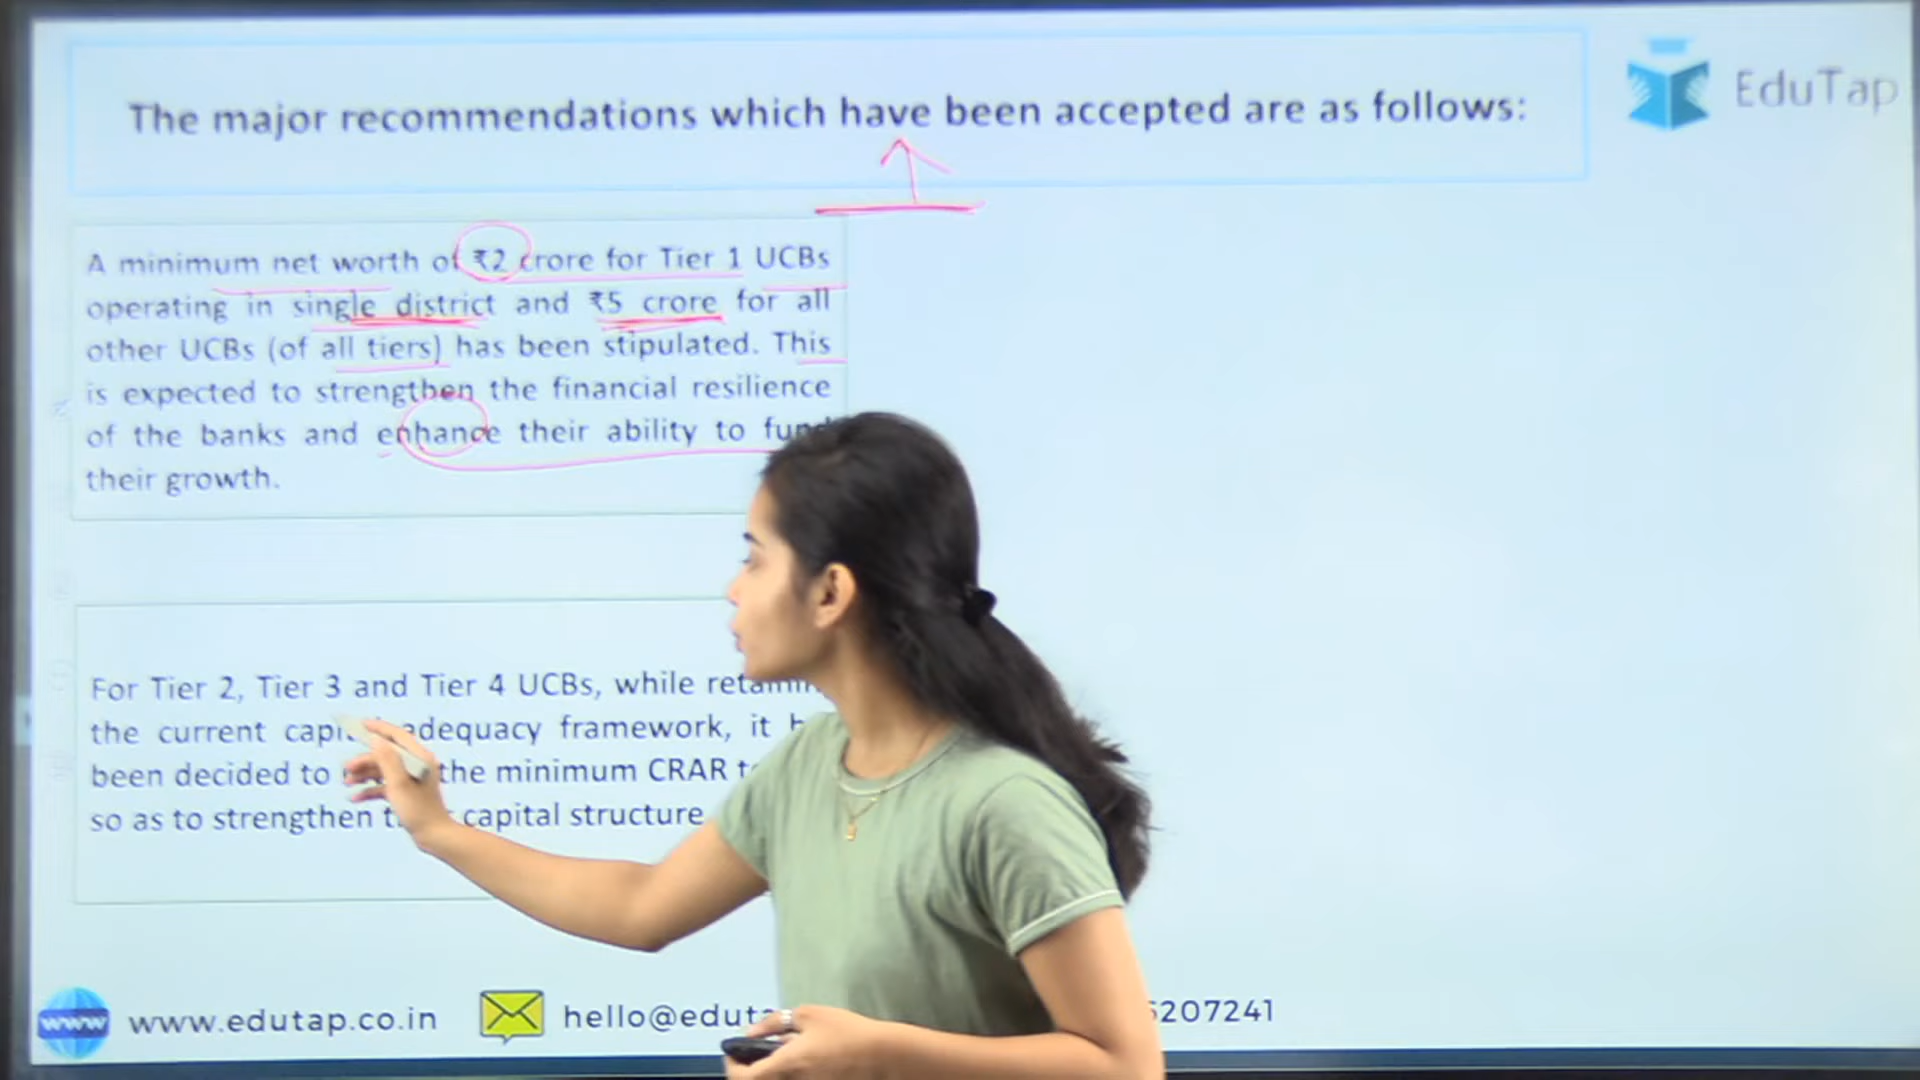 The major recommendations which have been accepted are as follows:
EduTap
A minimum net worth of ₹2 crore for Tier 1 UCBs
operating in single district and ₹5 crore for all
other UCBs (of all tiers) has been stipulated. This
is expected to strengthen the financial resilience
of the banks and enhance their ability to fund
their growth.
For Tier 2, Tier 3 and Tier 4 UCBs, while
the current adequacy framework, it
been decided to the minimum CRAR
so as to strengthen capital structure
www
www.edutap.co.in
hello@eduta
207241